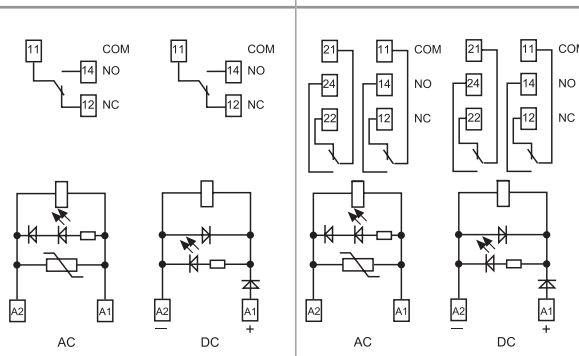 11 COM 11 COM 21 11 COM 21 11 COM
14 NO 14 NO 24 14 NO 24 14 NO
12 NC 12 NC 22 12 NC 22 12 NC
A2 A1 A2 A1 A2 A1 A2 A1
— + — +
AC DC AC DC